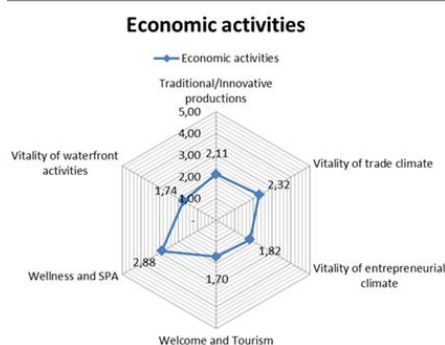 Economic activities
Economic activities
Traditional/Innovative
productions
5,00
4,00
3,00
2,11
2,00
Vitality of waterfront
activities
Vitality of trade climate
1,74
2,32
1,00
-
Wellness and SPA
2,88
1,82
Vitality of entrepreneurial
climate
1,70
Welcome and Tourism